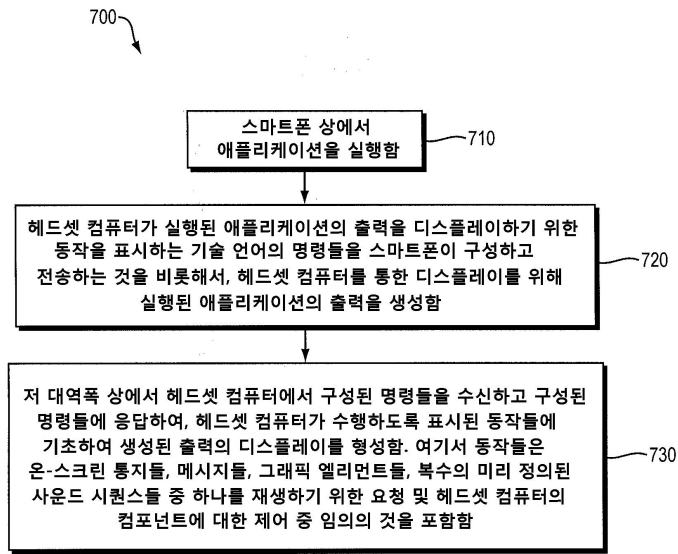 700
스마트폰 상에서
애플리케이션을 실행함
710
헤드셋 컴퓨터가 실행된 애플리케이션의 출력을 디스플레이하기 위한
동작을 표시하는 기술 언어의 명령들을 스마트폰이 구성하고
전송하는 것을 비롯해서, 헤드셋 컴퓨터를 통한 디스플레이를 위해
실행된 애플리케이션의 출력을 생성함
720
저 대역폭 상에서 헤드셋 컴퓨터에서 구성된 명령들을 수신하고 구성된
명령들에 응답하여, 헤드셋 컴퓨터가 수행하도록 표시된 동작들에
기초하여 생성된 출력의 디스플레이를 형성함. 여기서 동작들은
온-스크린 통지들, 메시지들, 그래픽 엘리먼트들, 복수의 미리 정의된
사운드 시퀀스들 중 하나를 재생하기 위한 요청 및 헤드셋 컴퓨터의
컴포넌트에 대한 제어 중 임의의 것을 포함함
730